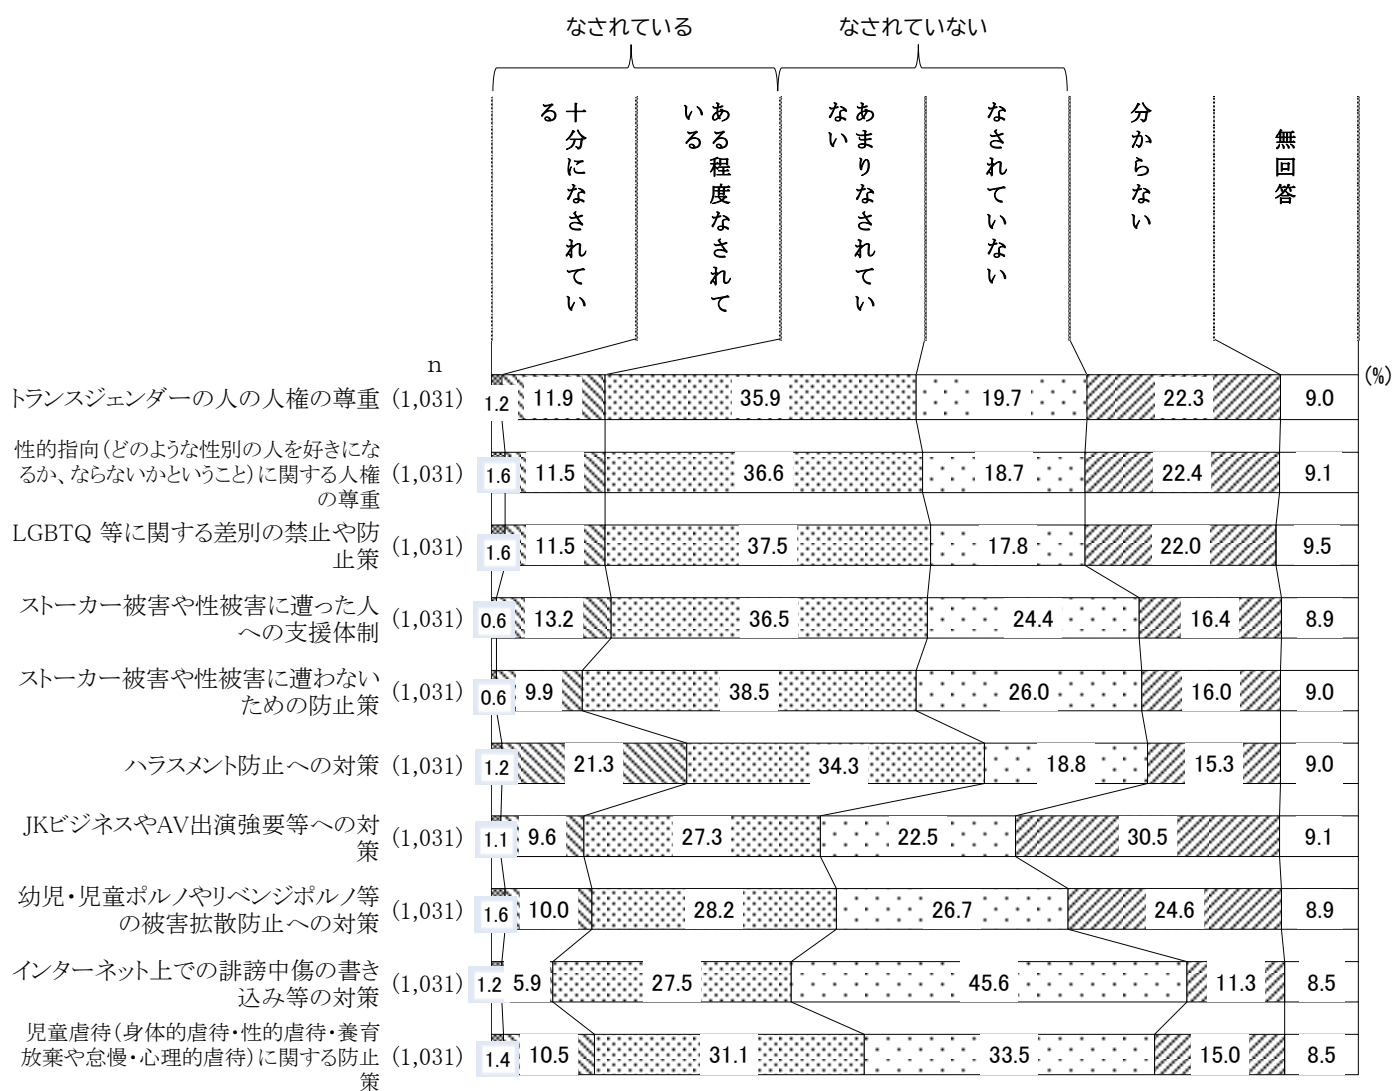 なされている
なされていない
十分になされてい
る
ある程度なされて
いる
あまりなされてい
ない
なされていない
分からない
無回答
n
(%)
トランスジェンダーの人の人権の尊重 (1,031) 1.2 11.9 35.9 19.7 22.3 9.0
性的指向(どのような性別の人を好きにな
るか、ならないかということ)に関する人権 (1,031) 1.6 11.5 36.6 18.7 22.4 9.1
の尊重
LGBTQ 等に関する差別の禁止や防
止策 (1,031) 1.6 11.5 37.5 17.8 22.0 9.5
ストーカー被害や性被害に遭った人
への支援体制 (1,031) 0.6 13.2 36.5 24.4 16.4 8.9
ストーカー被害や性被害に遭わない
ための防止策 (1,031) 0.6 9.9 38.5 26.0 16.0 9.0
ハラスメント防止への対策 (1,031) 1.2 21.3 34.3 18.8 15.3 9.0
JKビジネスやAV出演強要等への対
策 (1,031) 1.1 9.6 27.3 22.5 30.5 9.1
幼児・児童ポルノやリベンジポルノ等
の被害拡散防止への対策 (1,031) 1.6 10.0 28.2 26.7 24.6 8.9
インターネット上での誹謗中傷の書き
込み等の対策 (1,031) 1.2 5.9 27.5 45.6 11.3 8.5
児童虐待(身体的虐待・性的虐待・養育
放棄や怠慢・心理的虐待)に関する防止 (1,031) 1.4 10.5 31.1 33.5 15.0 8.5
策